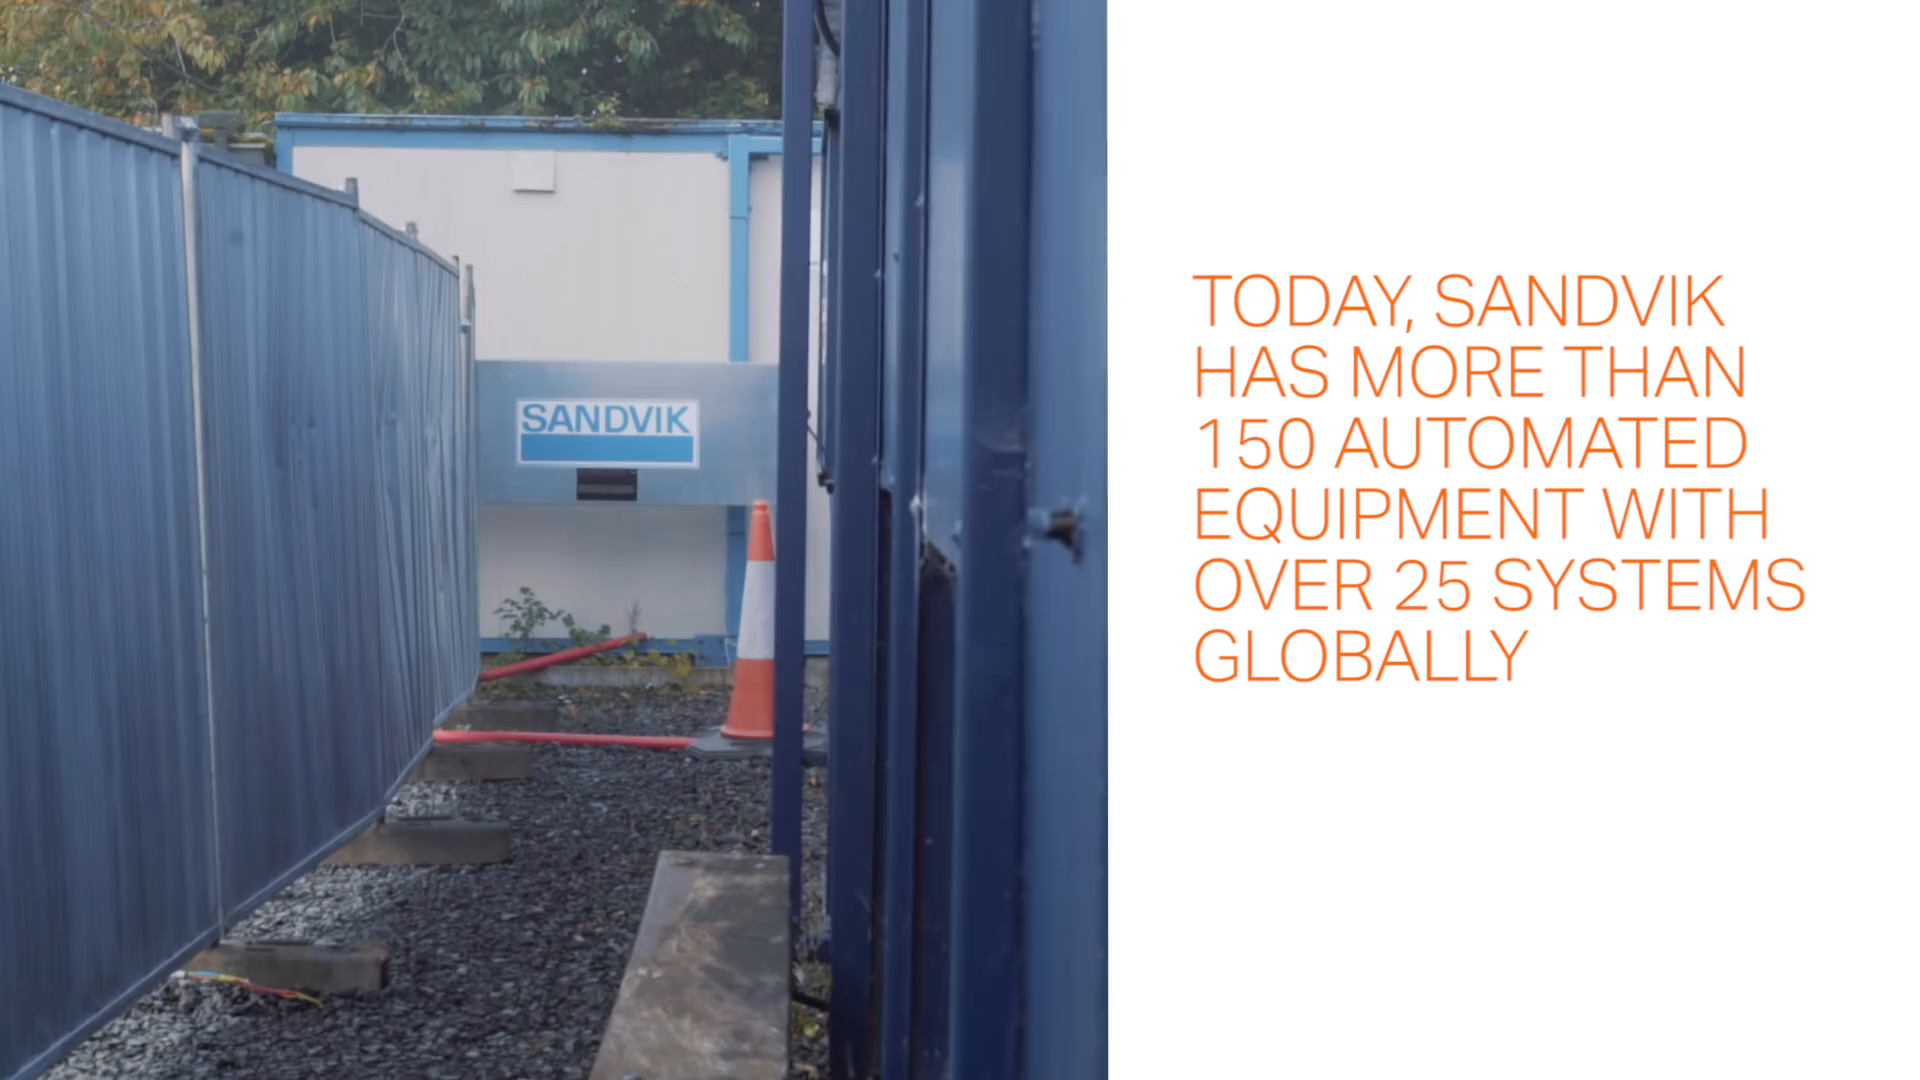 SANDVIK
TODAY, SANDVIK
HAS MORE THAN
150 AUTOMATED
EQUIPMENT WITH
OVER 25 SYSTEMS
GLOBALLY